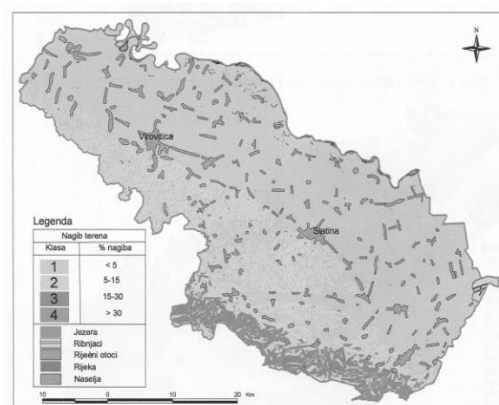 Virovitica
Slatina
Legenda
Nagib terena
Klasa % nagiba
1 < 5
2 5-15
3 15-30
4 > 30
Jezera
Ribnjaci
Riječni otoci
Rijeka
Naselja
10 0 10 20 Km